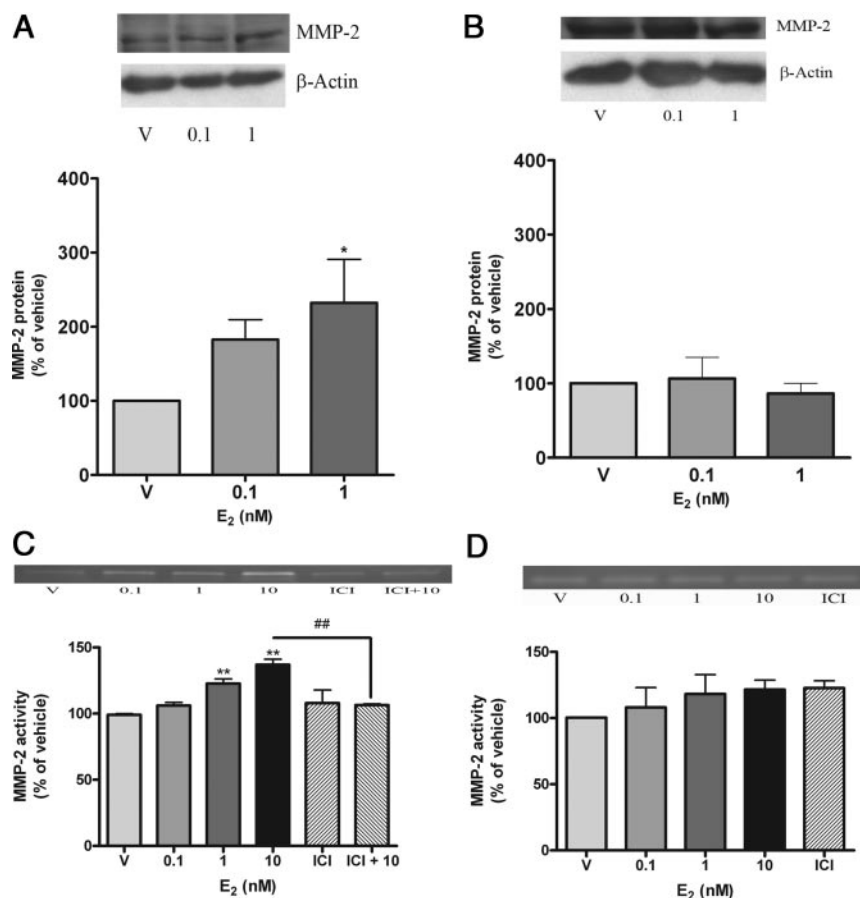 A
MMP-2
β-Actin
V 0.1 1
400
300
200
100
0
MMP-2 protein
(% of vehicle)
*
V 0.1 1
E₂ (nM)
B
MMP-2
β-Actin
V 0.1 1
400
300
200
100
0
MMP-2 protein
(% of vehicle)
V 0.1 1
E₂ (nM)
C
V 0.1 1 10 ICI ICI+10
150
100
50
0
MMP-2 activity
(% of vehicle)
** ** ##
V 0.1 1 10 ICI ICI + 10
E₂ (nM)
D
V 0.1 1 10 ICI
150
100
50
0
MMP-2 activity
(% of vehicle)
V 0.1 1 10 ICI
E₂ (nM)